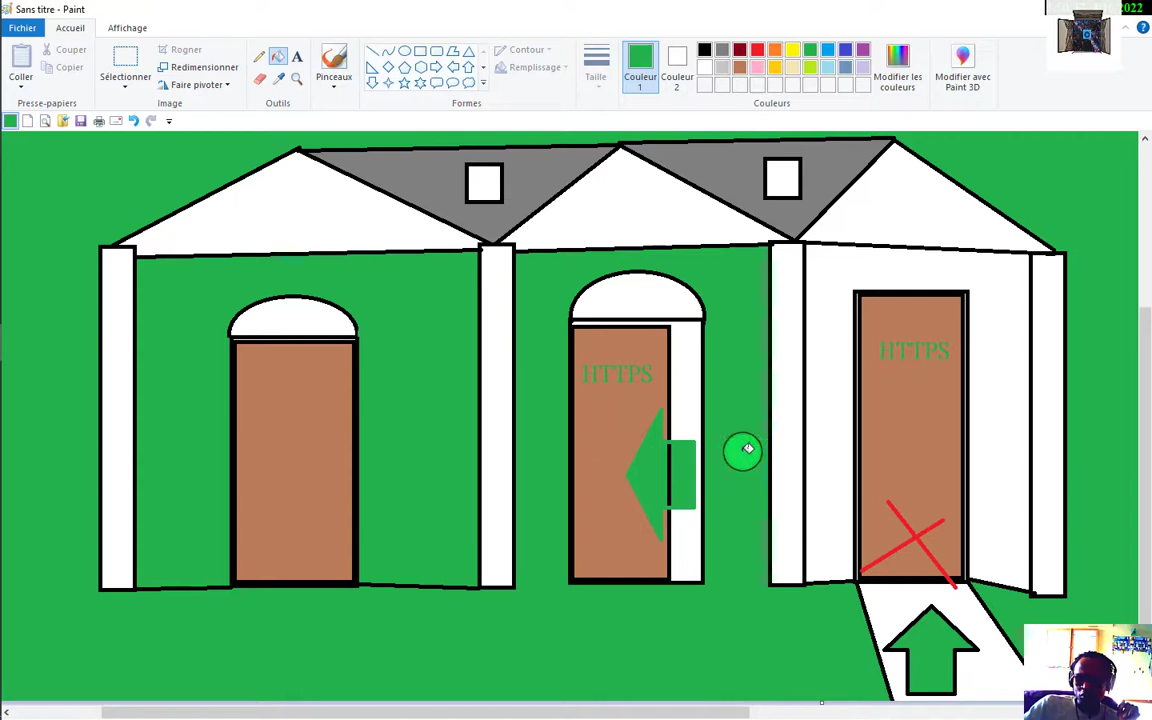 Sans titre - Paint
2022
Fichier
Accueil
Affichage
Coller
Couper
Copier
Presse-papiers
Sélectionner
Rogner
Redimensionner
Faire pivoter
Image
Outils
Pinceaux
Contour
Remplissage
Formes
Taille
Couleur 1
Couleur 2
Modifier les couleurs
Couleurs
Modifier avec Paint 3D
HTTPS
HTTPS